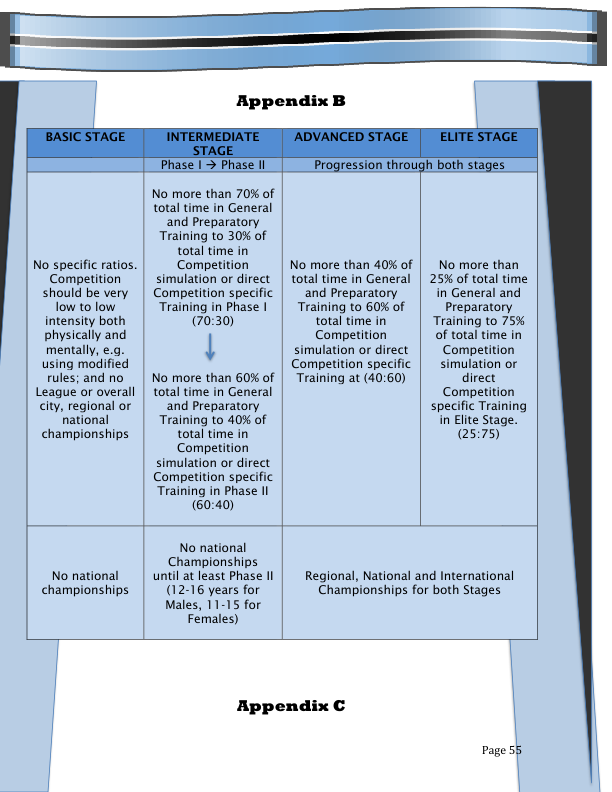 Appendix B
BASIC STAGE
INTERMEDIATE
STAGE
ADVANCED STAGE
ELITE STAGE
Phase I → Phase II
Progression through both stages
No specific ratios.
Competition
should be very
low to low
intensity both
physically and
mentally, e.g.
using modified
rules; and no
League or overall
city, regional or
national
championships
No more than 70% of
total time in General
and Preparatory
Training to 30% of
total time in
Competition
simulation or direct
Competition specific
Training in Phase I
(70:30)
No more than 60% of
total time in General
and Preparatory
Training to 40% of
total time in
Competition
simulation or direct
Competition specific
Training in Phase II
(60:40)
No more than 40% of
total time in General
and Preparatory
Training to 60% of
total time in
Competition
simulation or direct
Competition specific
Training at (40:60)
No more than
25% of total time
in General and
Preparatory
Training to 75%
of total time in
Competition
simulation or
direct
Competition
specific Training
in Elite Stage.
(25:75)
No national
championships
No national
Championships
until at least Phase II
(12-16 years for
Males, 11-15 for
Females)
Regional, National and International
Championships for both Stages
Appendix C
Page 55